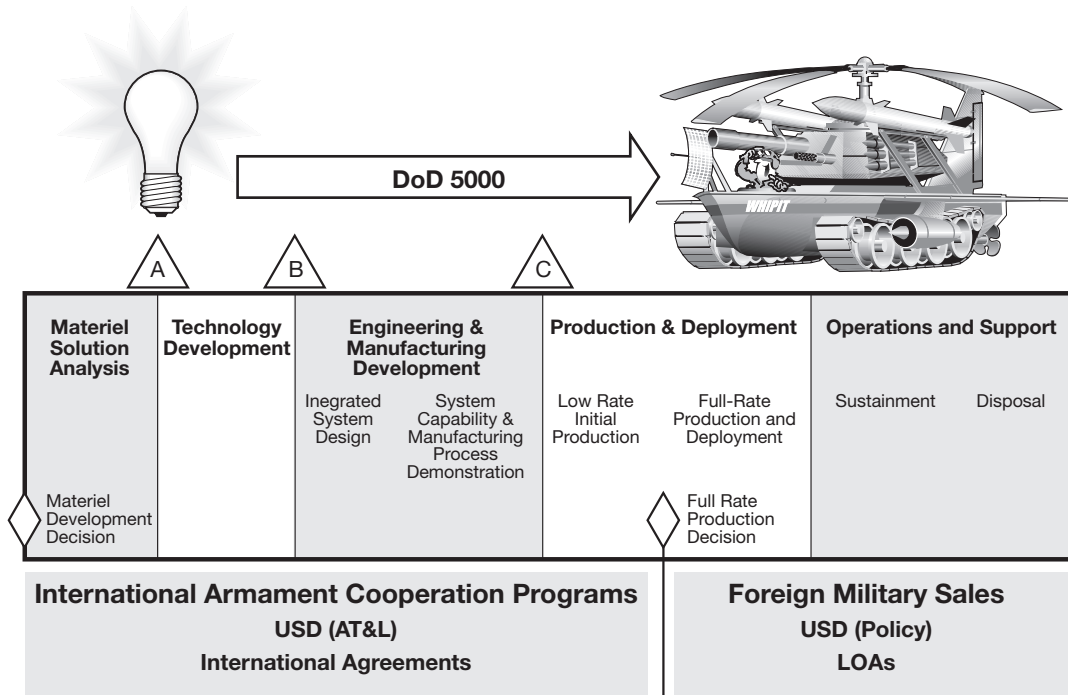 DoD 5000
WHIPIT
A
B
C
Materiel
Solution
Analysis
Technology
Development
Engineering &
Manufacturing
Development
Production & Deployment
Operations and Support
Inegrated
System
Design
System
Capability &
Manufacturing
Process
Demonstration
Low Rate
Initial
Production
Full-Rate
Production and
Deployment
Sustainment
Disposal
Materiel
Development
Decision
Full Rate
Production
Decision
International Armament Cooperation Programs
USD (AT&L)
International Agreements
Foreign Military Sales
USD (Policy)
LOAs